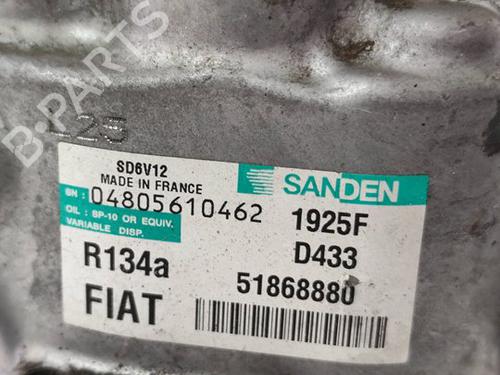 B-PARTS
L25
SD6V12
MADE IN FRANCE
SANDEN
SN : 04805610462
1925F
OIL : SP-10 OR EQUIV.
VARIABLE DISP.
D433
R134a
51868880
FIAT